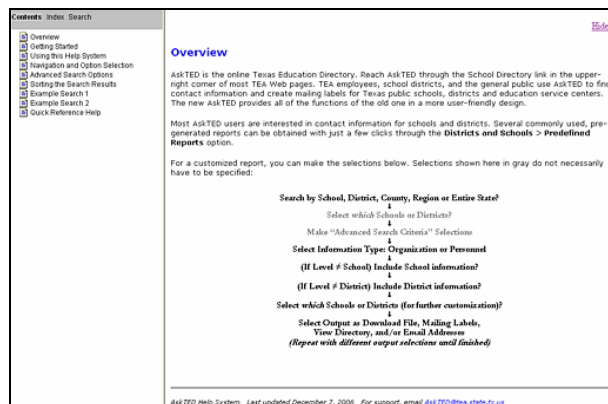 Contents Index Search
Hide
Overview
Getting Started
Using this Help System
Navigation and Option Selection
Advanced Search Options
Sorting the Search Results
Example Search 1
Example Search 2
Quick Reference Help
Overview
AskTED is the online Texas Education Directory. Reach AskTED through the School Directory link in the upper-
right corner of most TEA Web pages. TEA employees, school districts, and the general public use AskTED to find
contact information and create mailing labels for Texas public schools, districts and education service centers.
The new AskTED provides all of the functions of the old one in a more user-friendly design.
Most AskTED users are interested in contact information for schools and districts. Several commonly used, pre-
generated reports can be obtained with just a few clicks through the Districts and Schools > Predefined
Reports option.
For a customized report, you can make the selections below. Selections shown here in gray do not necessarily
have to be specified:
Search by School, District, County, Region or Entire State?
↓
Select which Schools or Districts?
↓
Make “Advanced Search Criteria” Selections
↓
Select Information Type: Organization or Personnel
↓
(If Level ≠ School) Include School information?
↓
(If Level ≠ District) Include District information?
↓
Select which Schools or Districts (for further customization)?
↓
Select Output as Download File, Mailing Labels,
View Directory, and/or Email Addresses
(Repeat with different output selections until finished)
AskTED Help System Last updated December 7, 2006 For support, email AskTED@tea.state.tx.us